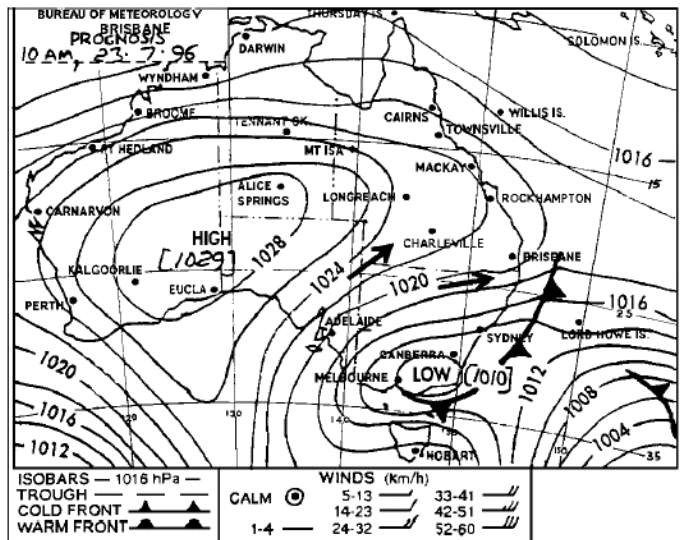 BUREAU OF METEOROLOGY
BRISBANE
PROGNOSIS
10 AM, 23.7.96
THURSDAY IS.
DARWIN
SOLOMON IS.
WYNDHAM
BROOME
TENNANT CK.
CAIRNS
WILLIS IS.
TOWNSVILLE
PT HEDLAND
MT ISA
1016
MACKAY
15
ALICE
SPRINGS
LONGREACH
ROCKHAMPTON
CARNARVON
HIGH
[1029]
1028
CHARLEVILLE
BRISBANE
KALGOORLIE
1024
1020
EUCLA
1016
PERTH
25
ADELAIDE
SYDNEY
LORD HOWE IS.
CANBERRA
1020
MELBOURNE
LOW [1010]
1012
1008
1016
120
130
140
1004
1012
150
35
HOBART
ISOBARS — 1016 hPa —
TROUGH
COLD FRONT
WARM FRONT
WINDS (Km/h)
CALM
5-13
33-41
14-23
42-51
1-4
24-32
52-60